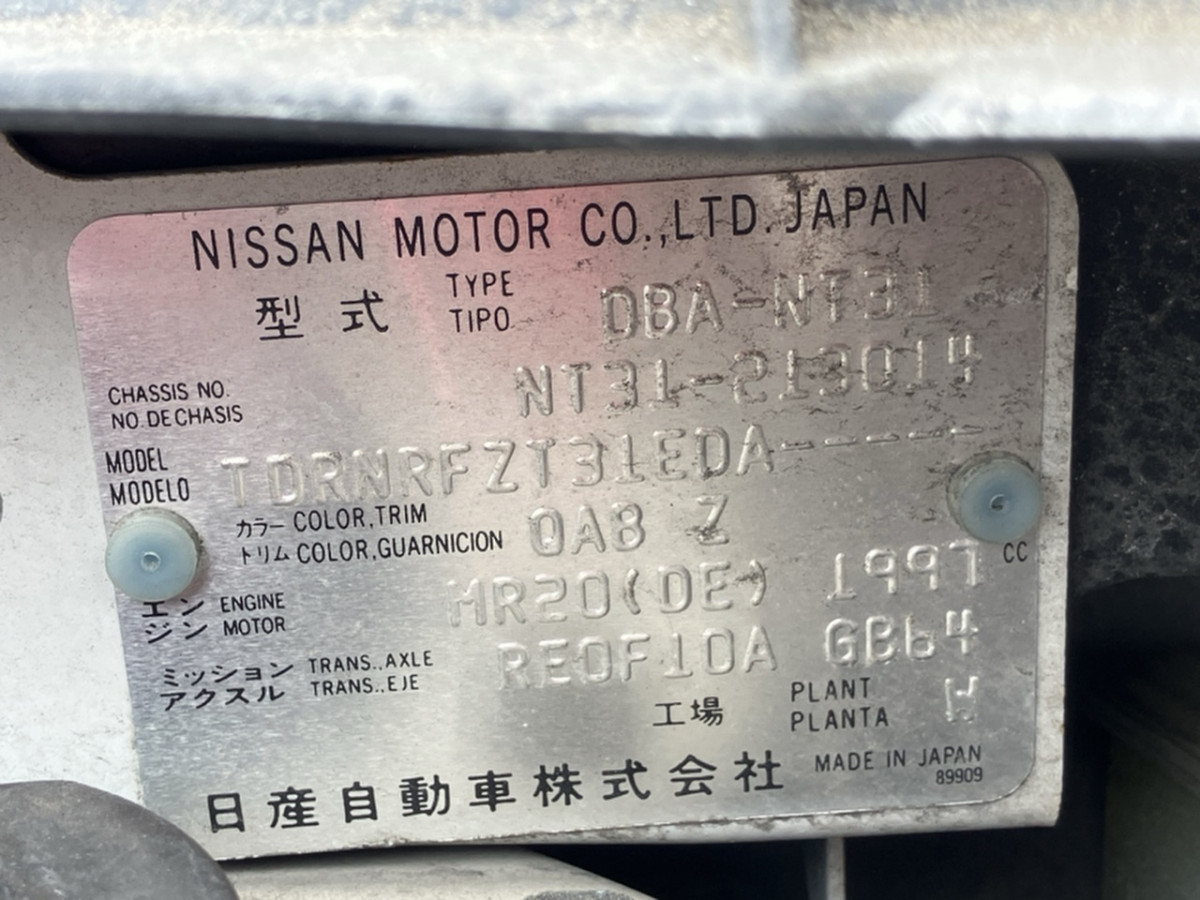 NISSAN MOTOR CO.,LTD. JAPAN
型式 TYPE TIPO DBA-NT31
CHASSIS NO. NO. DE CHASIS NT31-213014
MODEL MODELO TDRNRFZT31EDA-----
カラー COLOR,TRIM
トリム COLOR,GUARNICION QAB Z
エンジン ENGINE MOTOR MR20(DE) 1997 CC
ミッション TRANS.,AXLE
アクスル TRANS.,EJE RE0F10A GB64
工場 PLANT PLANTA W
日産自動車株式会社 MADE IN JAPAN
89909